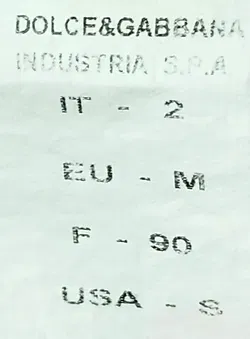 DOLCE&GABBANA
INDUSTRIA S.P.A
IT - 2
EU - M
F - 90
USA - S